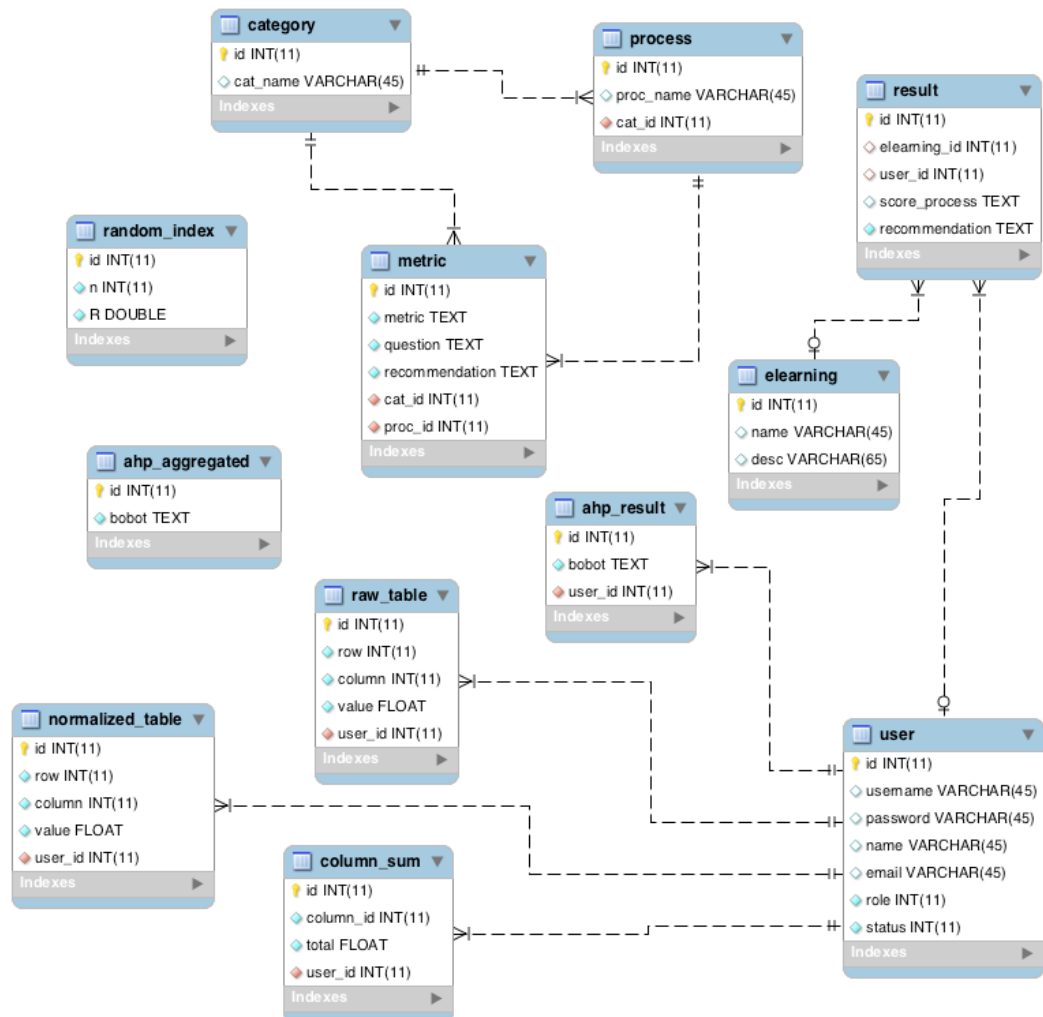 category
id INT(11)
cat_name VARCHAR(45)
Indexes
process
id INT(11)
proc_name VARCHAR(45)
cat_id INT(11)
Indexes
result
id INT(11)
elearning_id INT(11)
user_id INT(11)
score_process TEXT
recommendation TEXT
Indexes
random_index
id INT(11)
n INT(11)
R DOUBLE
Indexes
metric
id INT(11)
metric TEXT
question TEXT
recommendation TEXT
cat_id INT(11)
proc_id INT(11)
Indexes
elearning
id INT(11)
name VARCHAR(45)
desc VARCHAR(65)
Indexes
ahp_aggregated
id INT(11)
bobot TEXT
Indexes
ahp_result
id INT(11)
bobot TEXT
user_id INT(11)
Indexes
raw_table
id INT(11)
row INT(11)
column INT(11)
value FLOAT
user_id INT(11)
Indexes
normalized_table
id INT(11)
row INT(11)
column INT(11)
value FLOAT
user_id INT(11)
Indexes
user
id INT(11)
username VARCHAR(45)
password VARCHAR(45)
name VARCHAR(45)
email VARCHAR(45)
role INT(11)
status INT(11)
Indexes
column_sum
id INT(11)
column_id INT(11)
total FLOAT
user_id INT(11)
Indexes